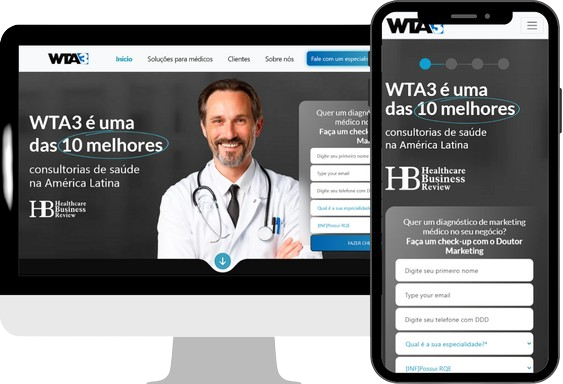 WTA3
Início
Soluções para médicos
Clientes
Sobre nós
Fale com um especialis
WTA3 é uma
das 10 melhores
consultorias de saúde
na América Latina
HB Healthcare
Business
Review
Quer um diagnóst
médico no
Faça um check-up
Ma
Digite seu primeiro nome
Type your email
Digite seu telefone com DD
Qual é a sua especialida
[INF]Possui RQE
FAZER CHE
WTA3
WTA3 é uma
das 10 melhores
consultorias de saúde
na América Latina
HB Healthcare
Business
Review
Quer um diagnóstico de marketing
médico no seu negócio?
Faça um check-up com o Doutor
Marketing
Digite seu primeiro nome
Type your email
Digite seu telefone com DDD
Qual é a sua especialidade?*
[INF]Possui RQE